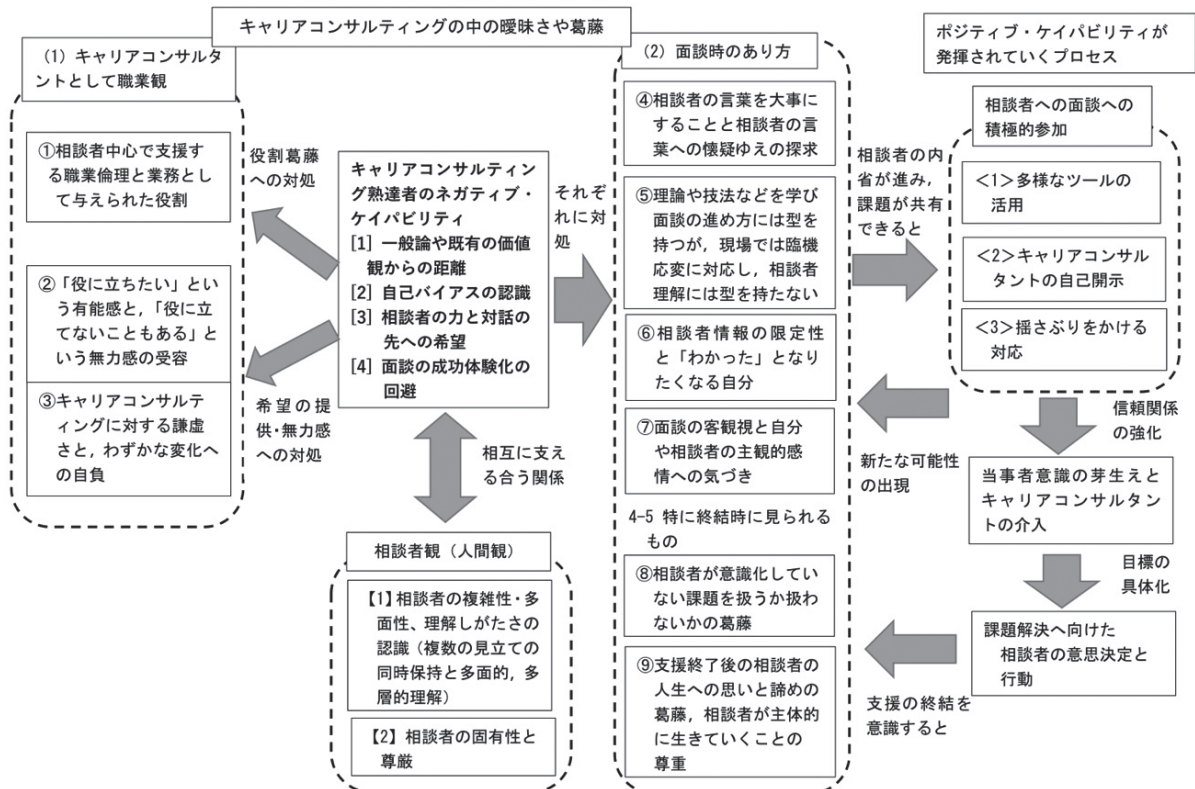 キャリアコンサルティングの中の曖昧さや葛藤
(1) キャリアコンサルタ
ントとして職業観
①相談者中心で支援す
る職業倫理と業務とし
て与えられた役割
②「役に立ちたい」とい
う有能感と，「役に立
てないこともある」と
いう無力感の受容
③キャリアコンサルティ
ングに対する謙虚
さと，わずかな変化へ
の自負
役割葛藤
への対処
希望の提
供・無力感
への対処
キャリアコンサルティ
ング熟達者のネガティブ・
ケイパビリティ
[1] 一般論や既有の価値
観からの距離
[2] 自己バイアスの認識
[3] 相談者の力と対話の
先への希望
[4] 面談の成功体験化の
回避
それぞ
れに対
処
相互に支え
る合う関係
相談者観（人間観）
【1】相談者の複雑性・多
面性、理解しがたさの
認識（複数の見立ての
同時保持と多面的，多
層的理解）
【2】相談者の固有性と
尊厳
(2) 面談時のあり方
④相談者の言葉を大事に
することと相談者の言
葉への懐疑ゆえの探求
⑤理論や技法などを学び
面談の進め方には型を
持つが，現場では臨機
応変に対応し，相談者
理解には型を持たない
⑥相談者情報の限定性
と「わかった」となり
たくなる自分
⑦面談の客観視と自分
や相談者の主観的感
情への気づき
4-5 特に終結時に見られる
もの
⑧相談者が意識化してい
ない課題を扱うか扱わ
ないかの葛藤
⑨支援終了後の相談者の
人生への思いと諦めの
葛藤，相談者が主体的
に生きていくことの
尊重
相談者の内
省が進み，
課題が共有
できると
新たな可能性
の出現
支援の終結を
意識すると
ポジティブ・ケイパビリティが
発揮されていくプロセス
相談者への面談への
積極的参加
<1>多様なツールの
活用
<2>キャリアコンサル
タントの自己開示
<3>揺さぶりをかける
対応
信頼関係
の強化
当事者意識の芽生えと
キャリアコンサルタン
トの介入
目標の
具体化
課題解決へ向けた
相談者の意思決定と
行動